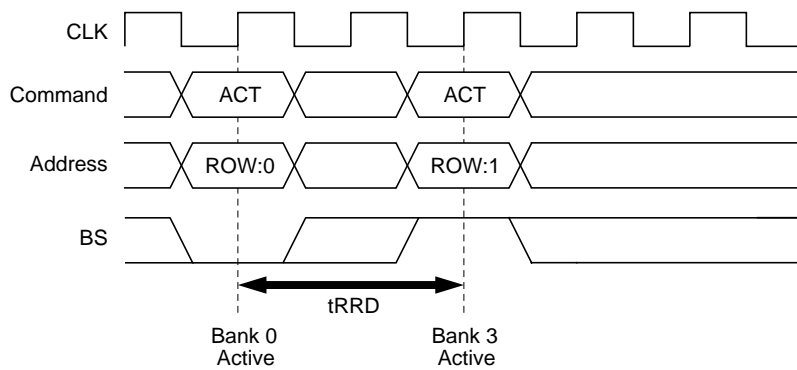 CLK
Command ACT ACT
Address ROW:0 ROW:1
BS
tRRD
Bank 0 Bank 3
Active Active